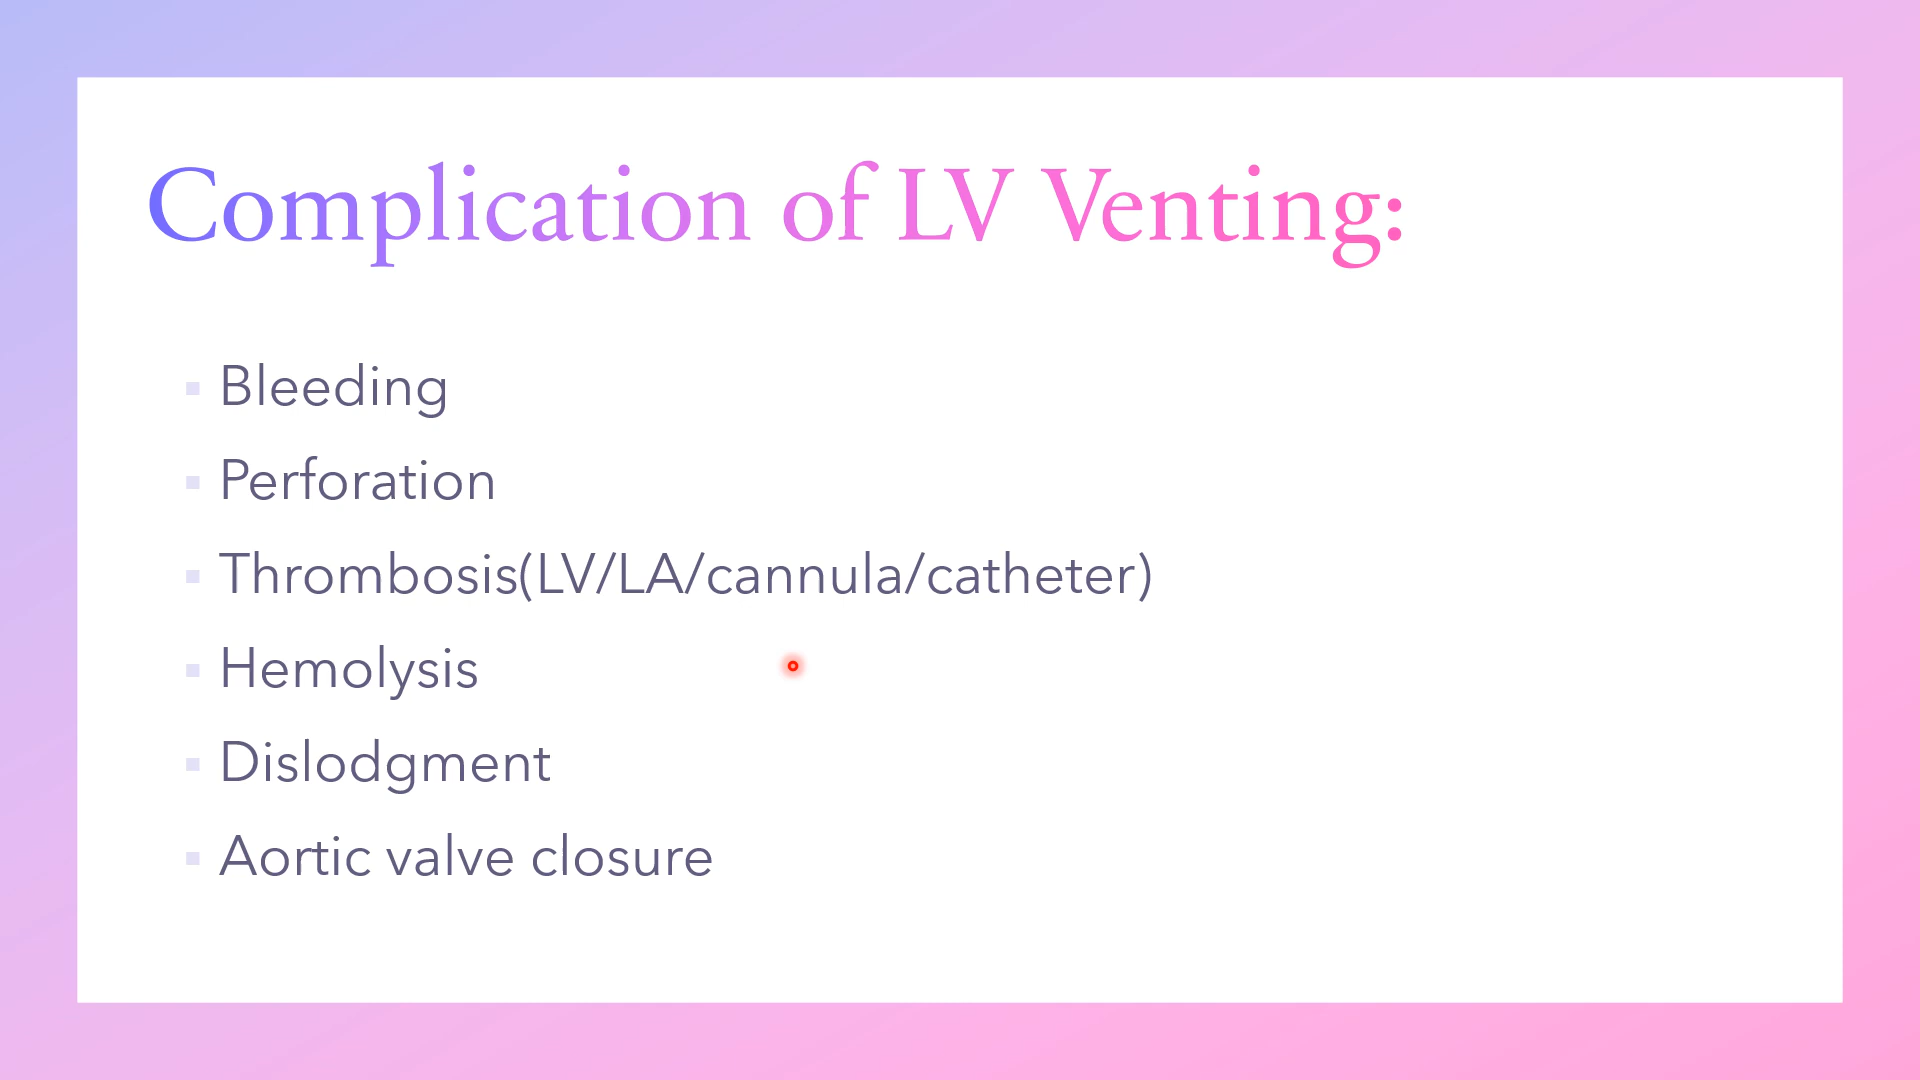 Complication of LV Venting:
Bleeding
Perforation
Thrombosis(LV/LA/cannula/catheter)
Hemolysis
Dislodgment
Aortic valve closure